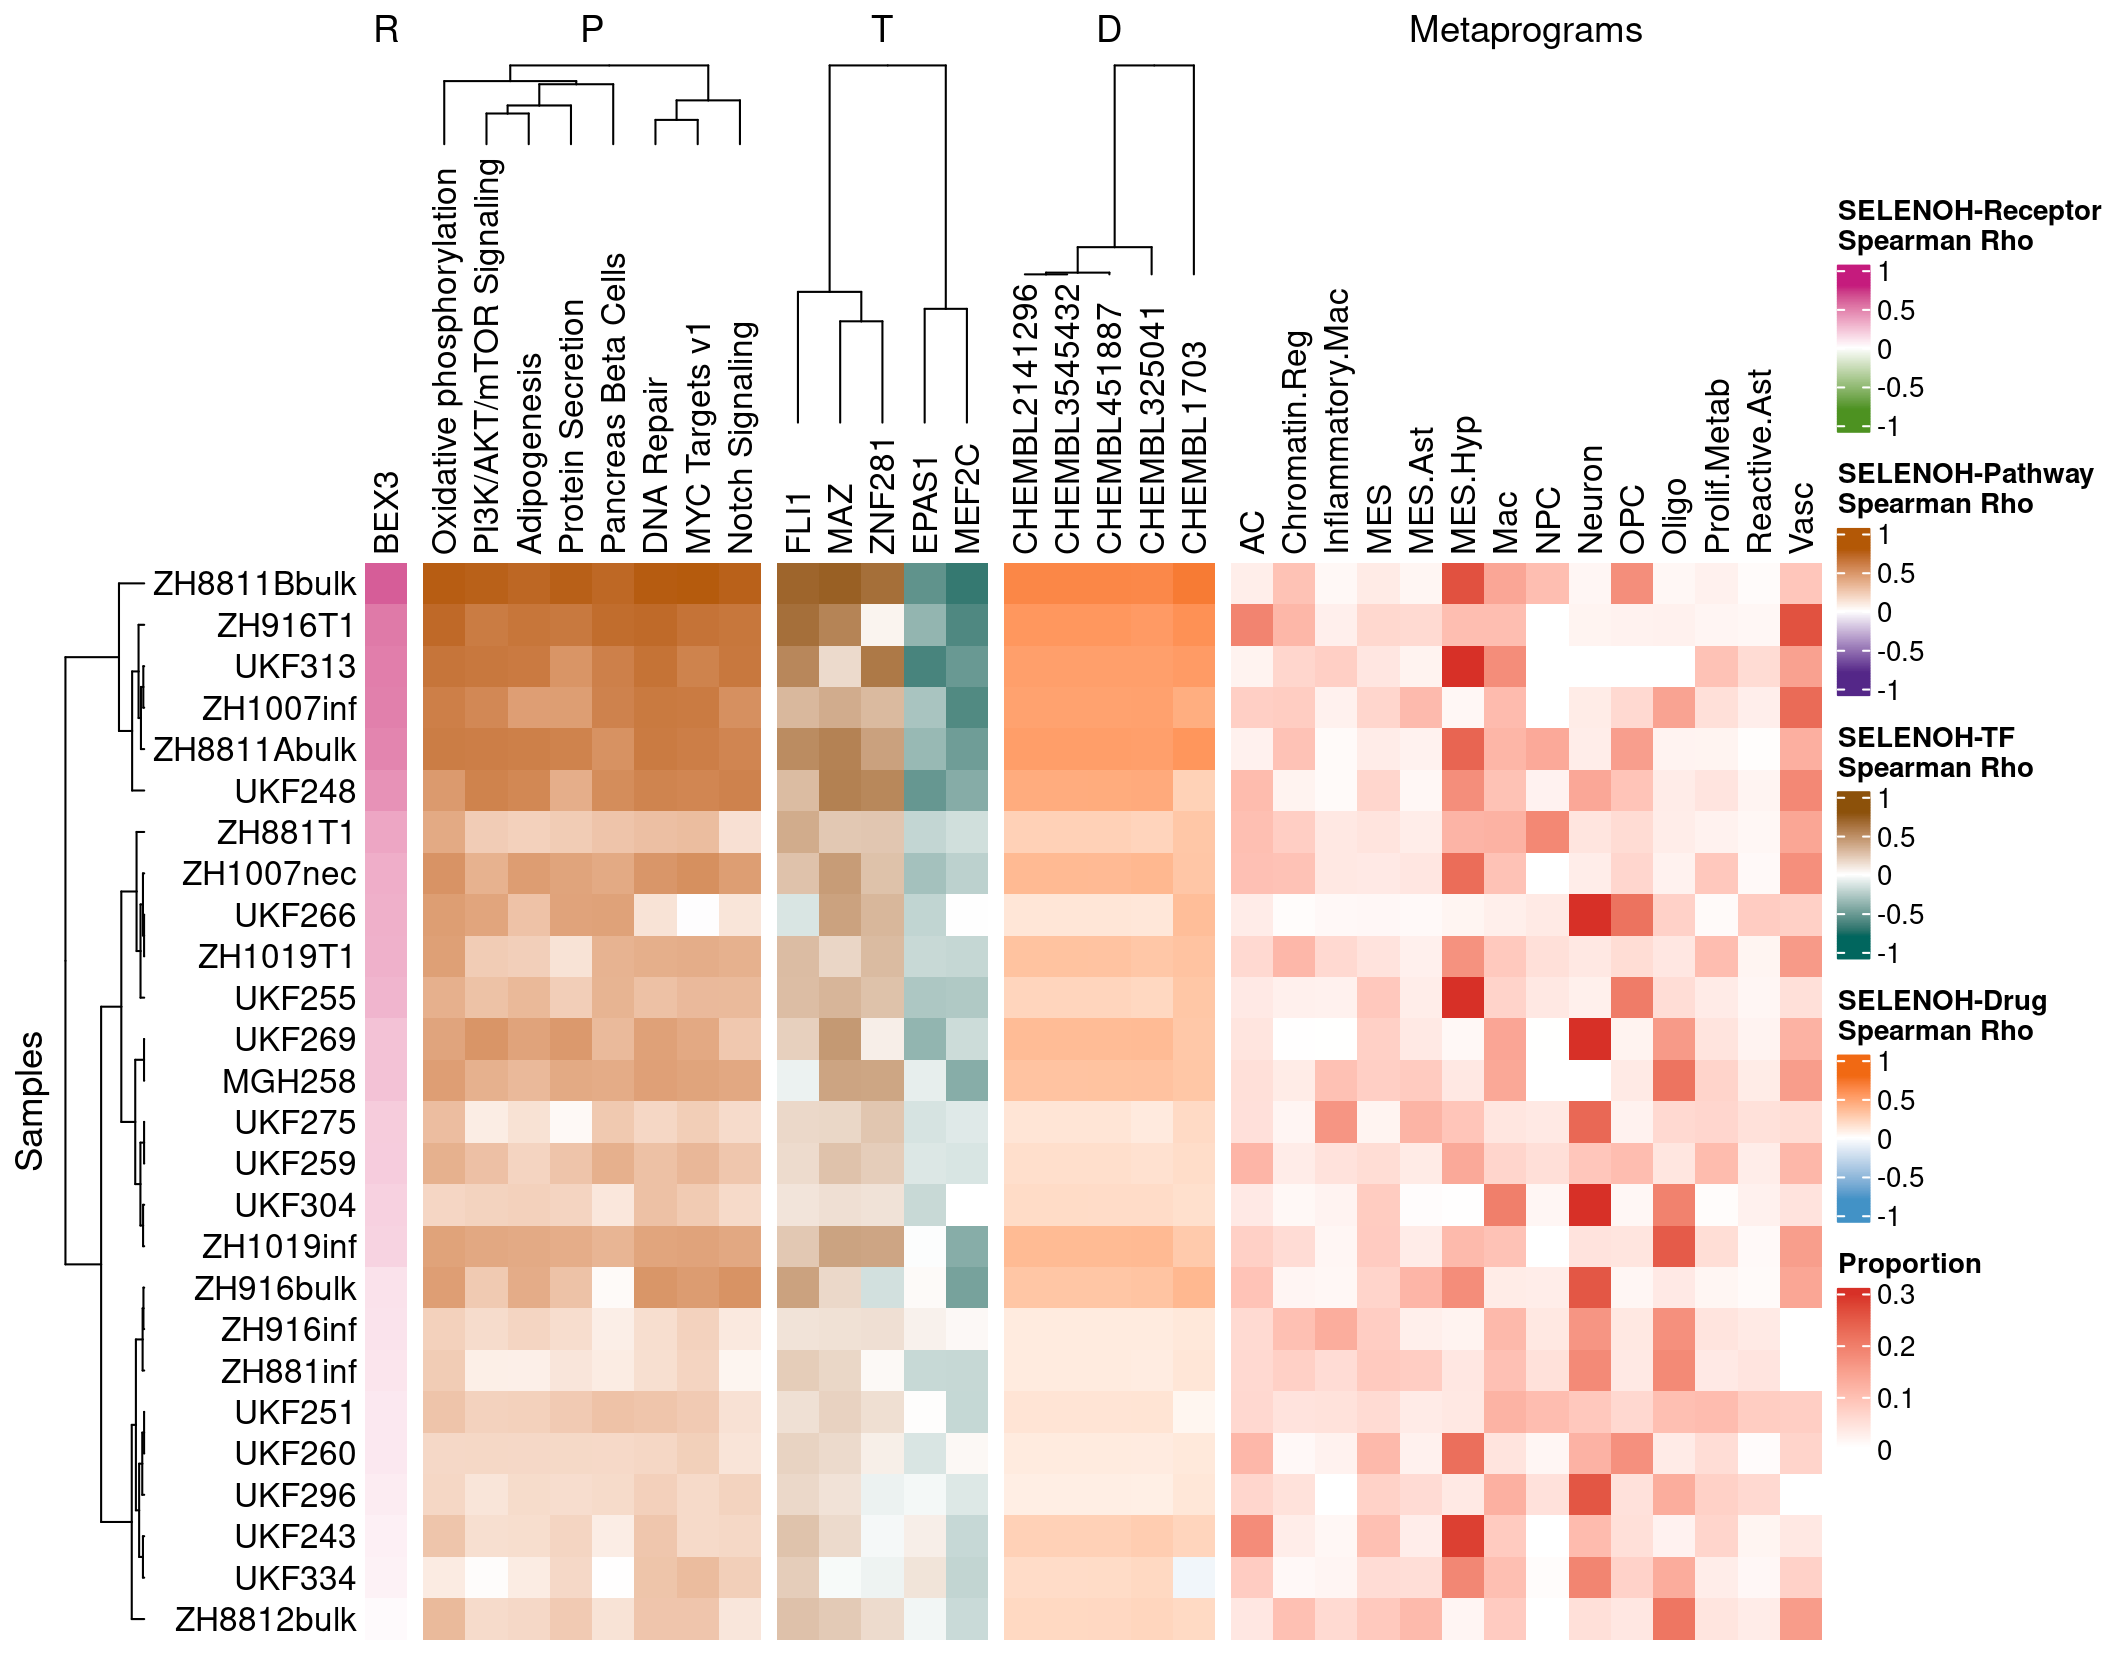 R P T D Metaprograms
BEX3
Oxidative phosphorylation
PI3K/AKT/mTOR Signaling
Adipogenesis
Protein Secretion
Pancreas Beta Cells
DNA Repair
MYC Targets v1
Notch Signaling
FLI1
MAZ
ZNF281
EPAS1
MEF2C
CHEMBL2141296
CHEMBL3545432
CHEMBL451887
CHEMBL325041
CHEMBL1703
AC
Chromatin.Reg
Inflammatory.Mac
MES
MES.Ast
MES.Hyp
Mac
NPC
Neuron
OPC
Oligo
Prolif.Metab
Reactive.Ast
Vasc
Samples
ZH8811Bbulk
ZH916T1
UKF313
ZH1007inf
ZH8811Abulk
UKF248
ZH881T1
ZH1007nec
UKF266
ZH1019T1
UKF255
UKF269
MGH258
UKF275
UKF259
UKF304
ZH1019inf
ZH916bulk
ZH916inf
ZH881inf
UKF251
UKF260
UKF296
UKF243
UKF334
ZH8812bulk
SELENOH-Receptor
Spearman Rho
1
0.5
0
-0.5
-1
SELENOH-Pathway
Spearman Rho
1
0.5
0
-0.5
-1
SELENOH-TF
Spearman Rho
1
0.5
0
-0.5
-1
SELENOH-Drug
Spearman Rho
1
0.5
0
-0.5
-1
Proportion
0.3
0.2
0.1
0